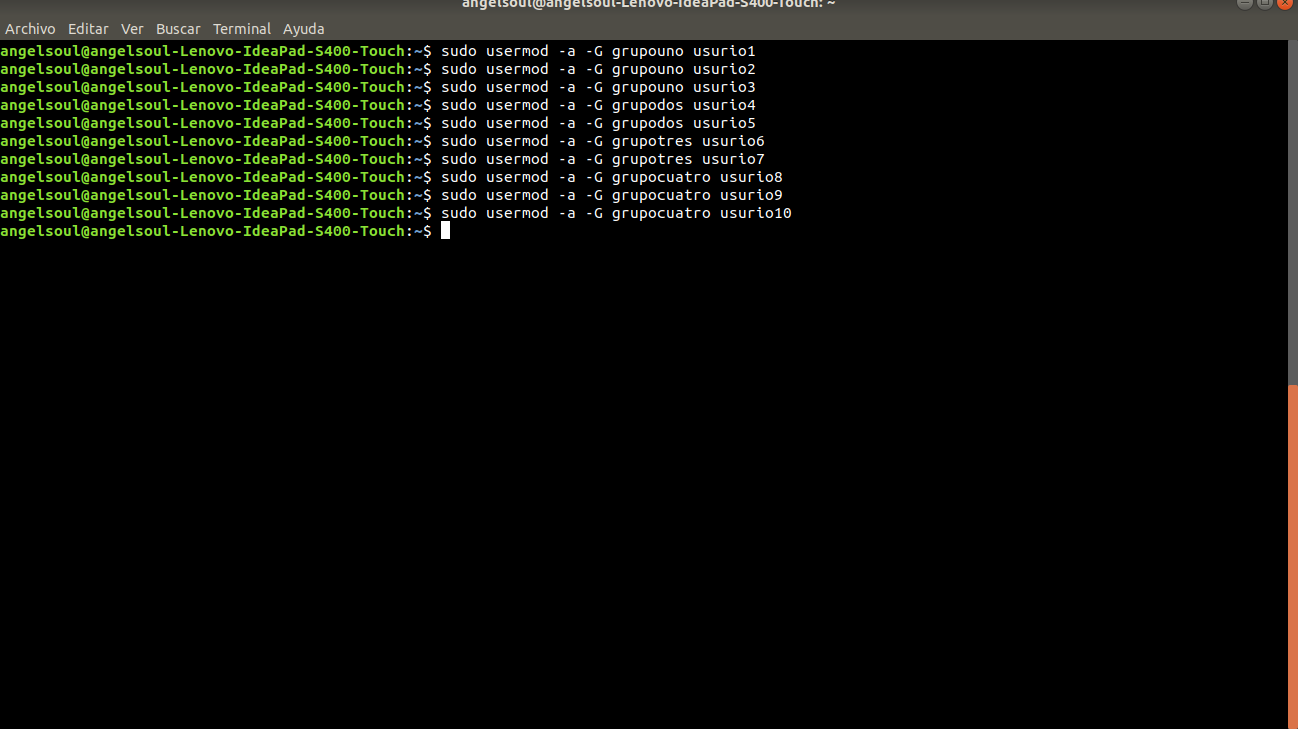 angelsoul@angelsoul-Lenovo-IdeaPad-S400-Touch: ~
Archivo Editar Ver Buscar Terminal Ayuda
angelsoul@angelsoul-Lenovo-IdeaPad-S400-Touch:~$ sudo usermod -a -G grupouno usurio1
angelsoul@angelsoul-Lenovo-IdeaPad-S400-Touch:~$ sudo usermod -a -G grupouno usurio2
angelsoul@angelsoul-Lenovo-IdeaPad-S400-Touch:~$ sudo usermod -a -G grupouno usurio3
angelsoul@angelsoul-Lenovo-IdeaPad-S400-Touch:~$ sudo usermod -a -G grupodos usurio4
angelsoul@angelsoul-Lenovo-IdeaPad-S400-Touch:~$ sudo usermod -a -G grupodos usurio5
angelsoul@angelsoul-Lenovo-IdeaPad-S400-Touch:~$ sudo usermod -a -G grupotres usurio6
angelsoul@angelsoul-Lenovo-IdeaPad-S400-Touch:~$ sudo usermod -a -G grupotres usurio7
angelsoul@angelsoul-Lenovo-IdeaPad-S400-Touch:~$ sudo usermod -a -G grupocuatro usurio8
angelsoul@angelsoul-Lenovo-IdeaPad-S400-Touch:~$ sudo usermod -a -G grupocuatro usurio9
angelsoul@angelsoul-Lenovo-IdeaPad-S400-Touch:~$ sudo usermod -a -G grupocuatro usurio10
angelsoul@angelsoul-Lenovo-IdeaPad-S400-Touch:~$